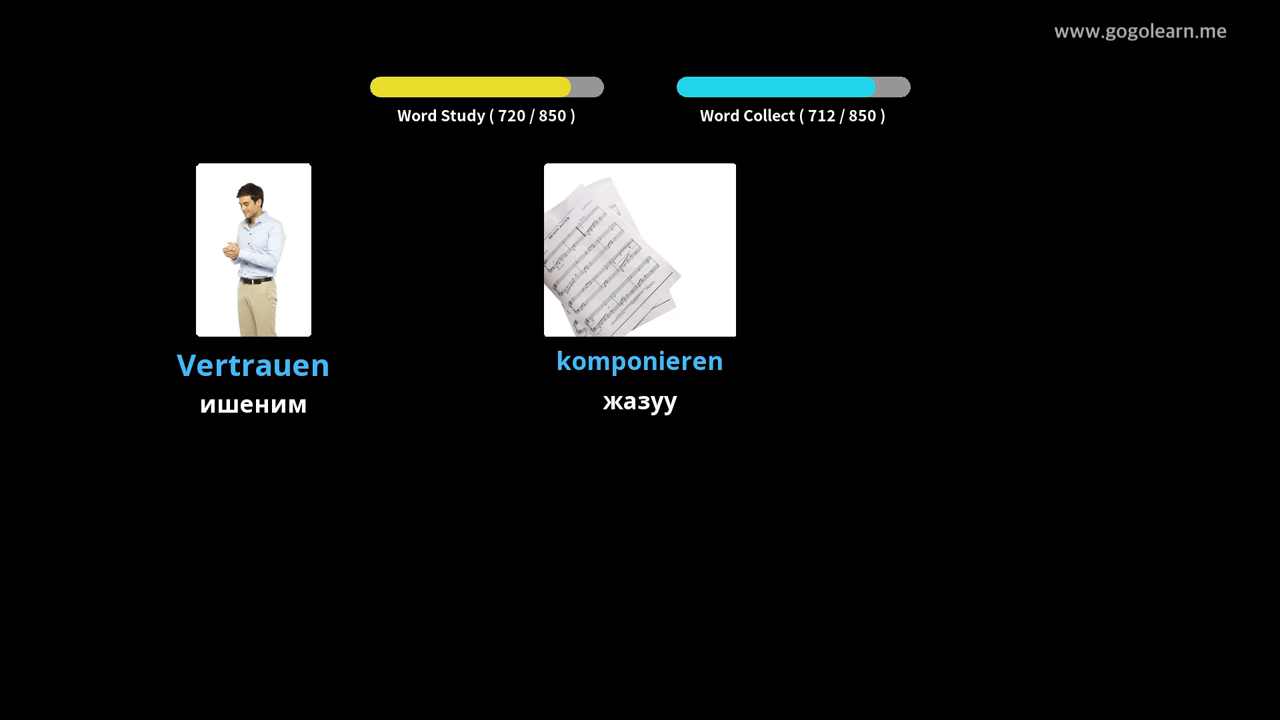 www.gogolearn.me
Word Study ( 720 / 850 )
Word Collect ( 712 / 850 )
Vertrauen
ишеним
komponieren
жазуу